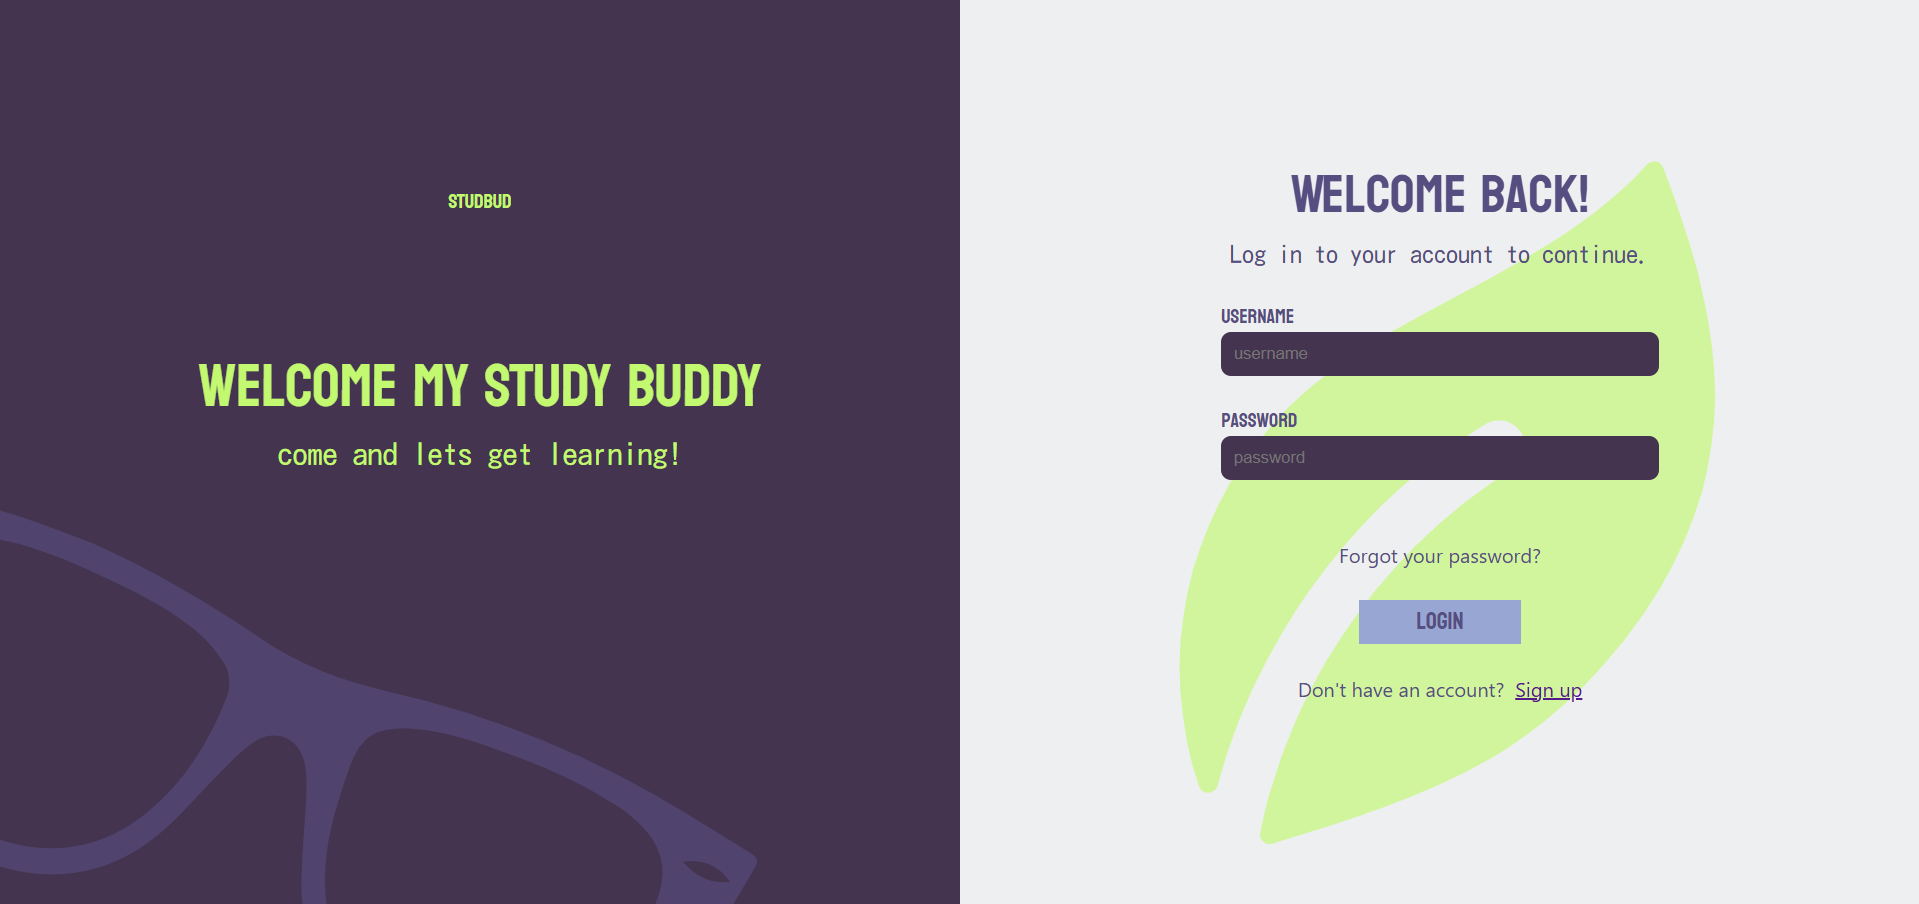 STUDBUD
WELCOME MY STUDY BUDDY
come and lets get learning!
WELCOME BACK!
Log in to your account to continue.
USERNAME
username
PASSWORD
password
Forgot your password?
LOGIN
Don't have an account? Sign up